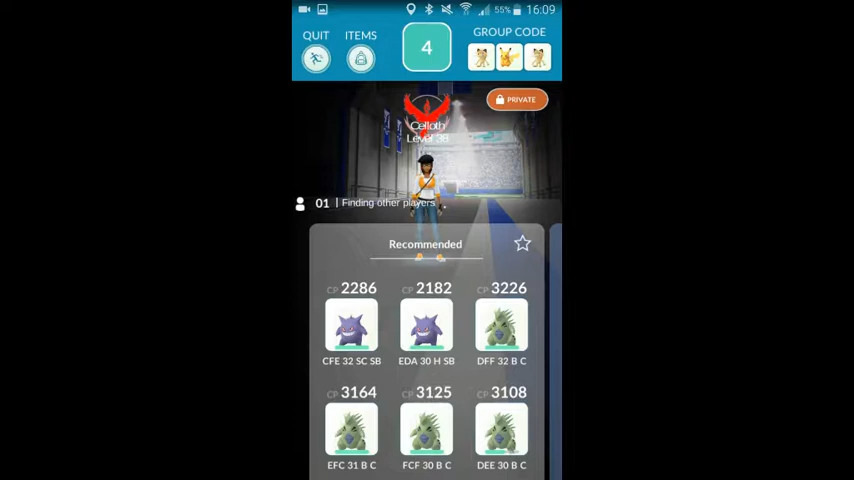 55% 16:09
QUIT ITEMS 4 GROUP CODE
PRIVATE
Celloth
Level 38
01 | Finding other players
Recommended
CP 2286 CP 2182 CP 3226
CFE 32 SC SB EDA 30 H SB DFF 32 B C
CP 3164 CP 3125 CP 3108
EFC 31 B C FCF 30 B C DEE 30 B C